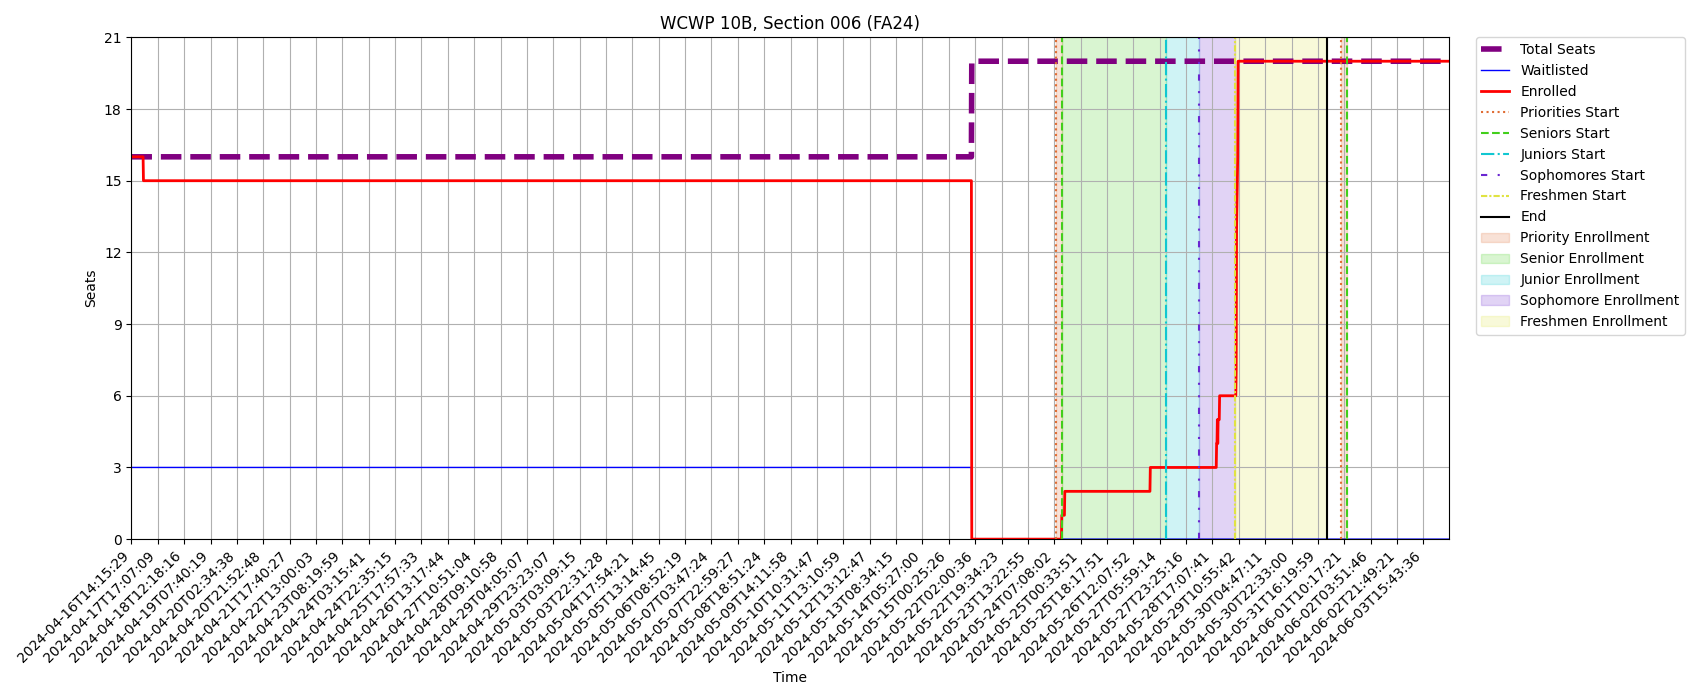 WCWP 10B, Section 006 (FA24)
21
18
15
12
9
6
3
0
Seats
2024-04-16T14:15:29
2024-04-17T17:07:09
2024-04-18T12:18:16
2024-04-19T07:40:19
2024-04-20T02:34:38
2024-04-20T21:52:48
2024-04-21T17:40:27
2024-04-22T13:00:03
2024-04-23T08:19:59
2024-04-24T03:15:41
2024-04-24T22:35:15
2024-04-25T17:57:33
2024-04-26T13:17:44
2024-04-27T10:51:04
2024-04-28T09:10:58
2024-04-29T04:05:07
2024-04-29T23:23:07
2024-05-03T03:09:15
2024-05-03T22:31:28
2024-05-04T17:54:21
2024-05-05T13:14:45
2024-05-06T08:52:19
2024-05-07T03:47:24
2024-05-07T22:59:27
2024-05-08T18:51:24
2024-05-09T14:11:58
2024-05-10T10:31:47
2024-05-11T13:10:59
2024-05-12T13:12:47
2024-05-13T08:34:15
2024-05-14T05:27:00
2024-05-15T00:25:26
2024-05-22T02:00:36
2024-05-22T19:34:23
2024-05-23T13:22:55
2024-05-24T07:08:02
2024-05-25T00:33:51
2024-05-25T18:17:51
2024-05-26T12:07:52
2024-05-27T05:59:14
2024-05-27T23:25:16
2024-05-28T17:07:41
2024-05-29T10:55:42
2024-05-30T04:47:11
2024-05-30T22:33:00
2024-05-31T16:19:59
2024-06-01T10:17:21
2024-06-02T03:51:46
2024-06-02T21:49:21
2024-06-03T15:43:36
Time
Total Seats
Waitlisted
Enrolled
Priorities Start
Seniors Start
Juniors Start
Sophomores Start
Freshmen Start
End
Priority Enrollment
Senior Enrollment
Junior Enrollment
Sophomore Enrollment
Freshmen Enrollment